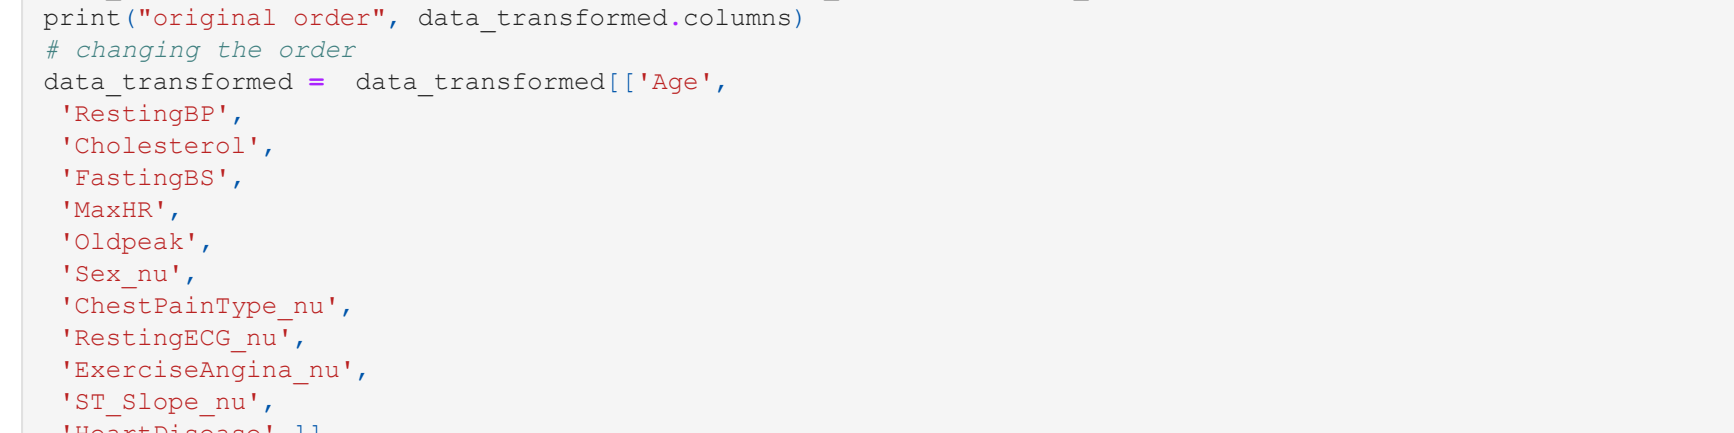 print("original order", data_transformed.columns)
# changing the order
data_transformed =  data_transformed[['Age',
 'RestingBP',
 'Cholesterol',
 'FastingBS',
 'MaxHR',
 'Oldpeak',
 'Sex_nu',
 'ChestPainType_nu',
 'RestingECG_nu',
 'ExerciseAngina_nu',
 'ST_Slope_nu',
 'HeartDisease' ]]